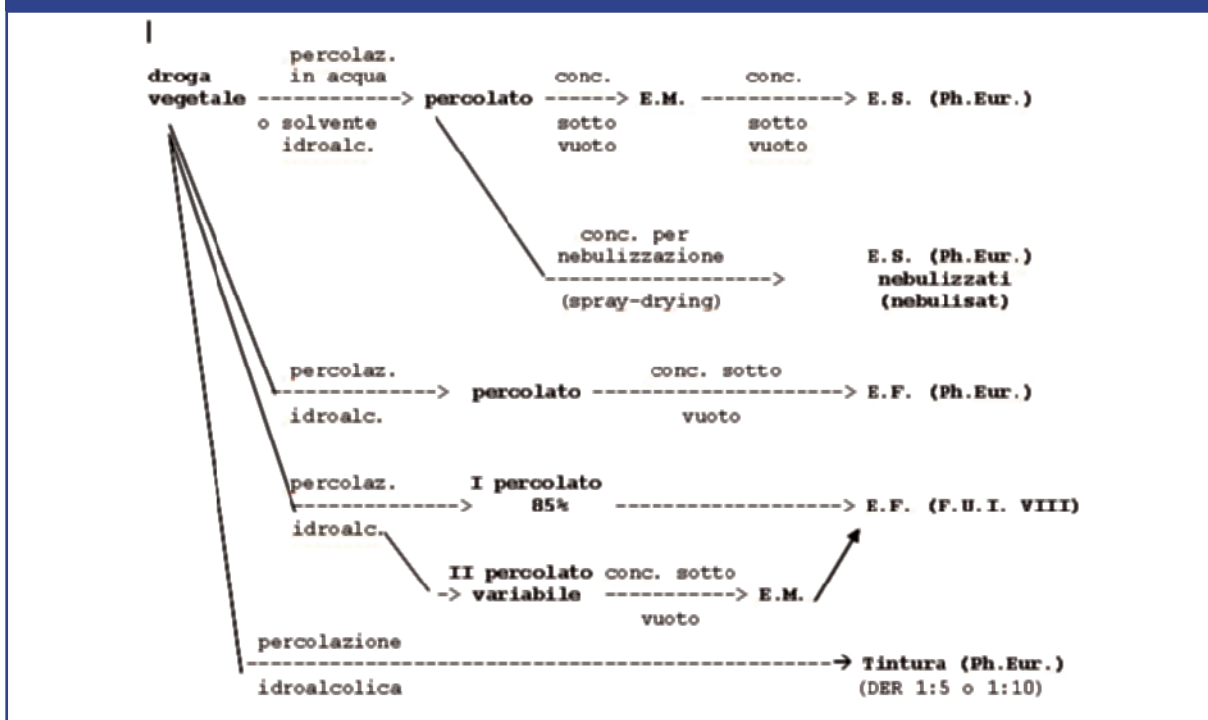 percolaz.
droga in acqua conc. conc.
vegetale ------------> percolato ------> E.M. ------------> E.S. (Ph.Eur.)
o solvente sotto sotto
idroalc. vuoto vuoto
conc. per
nebulizzazione E.S. (Ph.Eur.)
--------------------> nebulizzati
(spray-drying) (nebulisat)
percolaz. conc. sotto
-------------> percolato ----------------------> E.F. (Ph.Eur.)
idroalc. vuoto
percolaz. I percolato
-------------> 85% --------------------> E.F. (F.U.I. VIII)
idroalc.
II percolato conc. sotto
-> variabile -----------> E.M.
vuoto
percolazione
--------------------------------------------------→ Tintura (Ph.Eur.)
idroalcolica (DER 1:5 o 1:10)